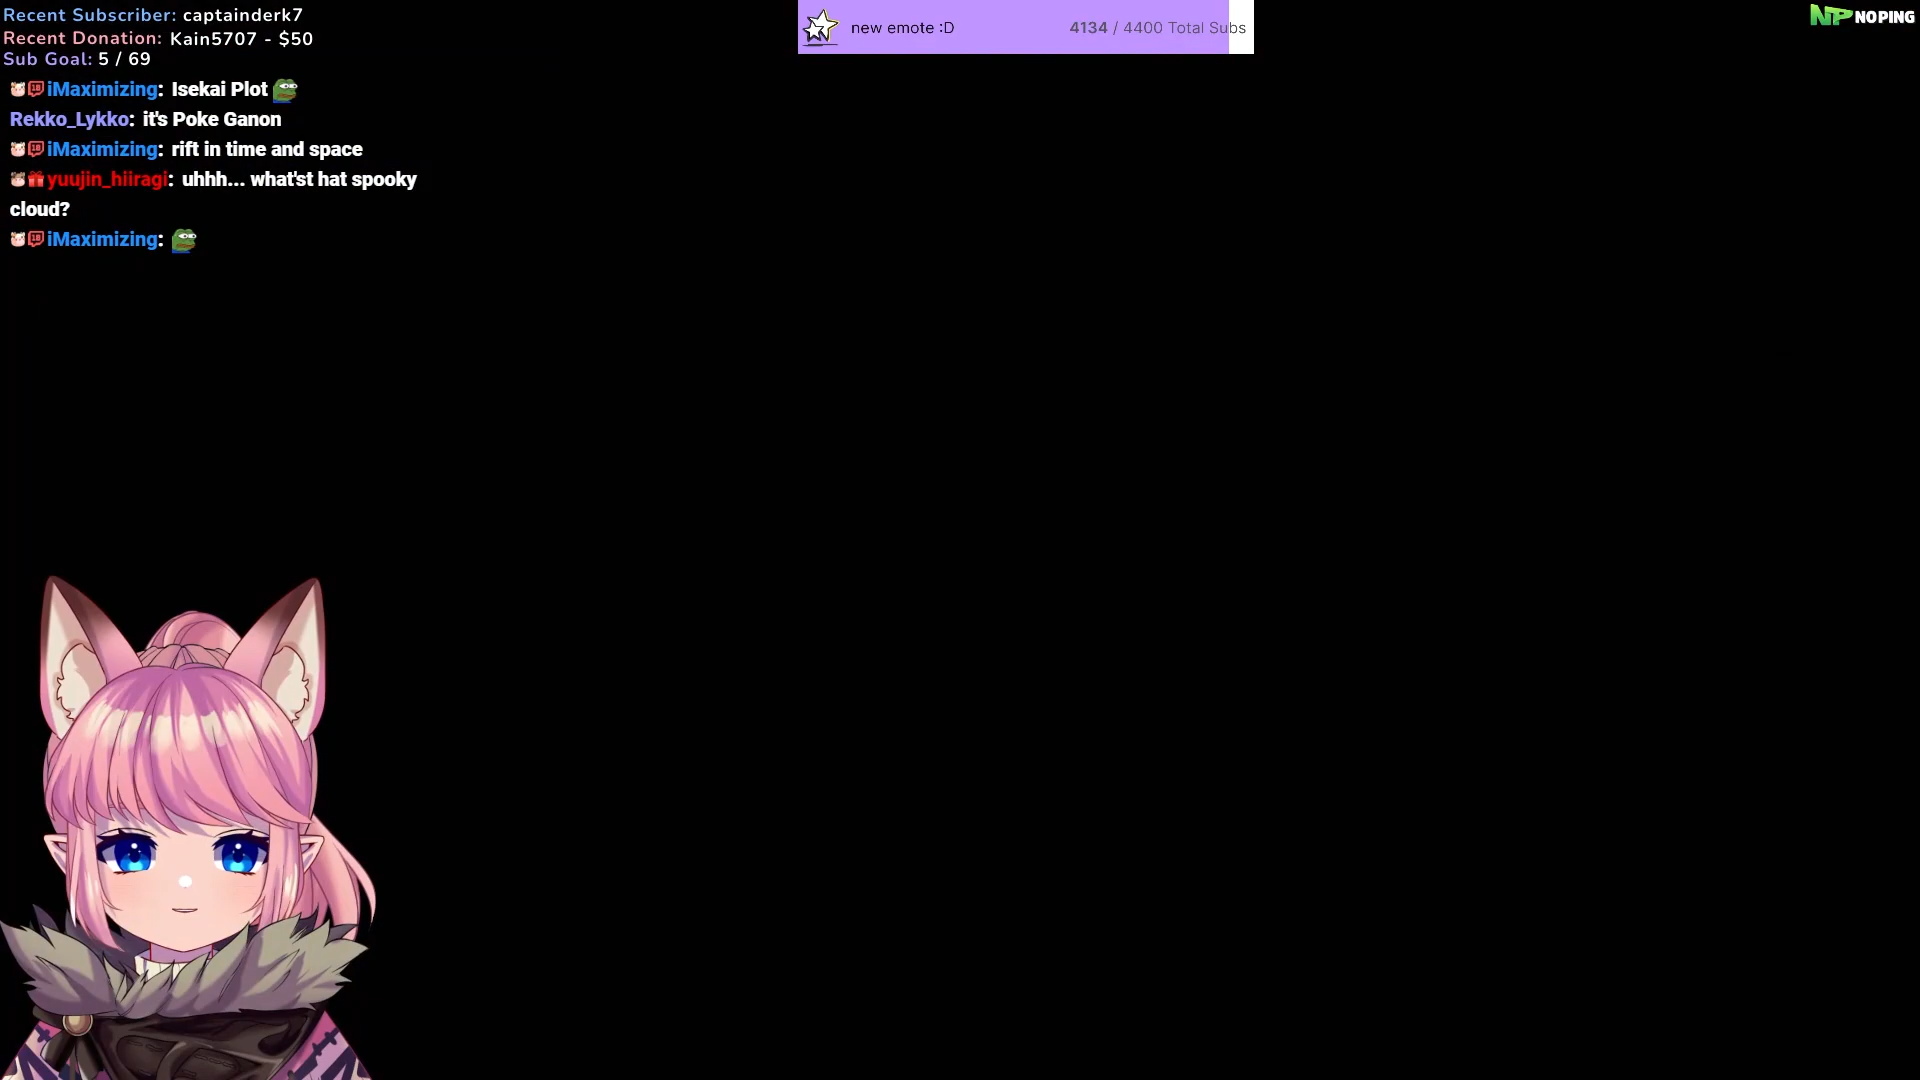 Recent Subscriber: captainderk7
Recent Donation: Kain5707 - $50
Sub Goal: 5 / 69
iMaximizing: Isekai Plot
Rekko_Lykko: it's Poke Ganon
iMaximizing: rift in time and space
yuujin_hiiragi: uhhh... what'st hat spooky
cloud?
iMaximizing:
new emote :D 4134 / 4400 Total Subs
NP NOPING